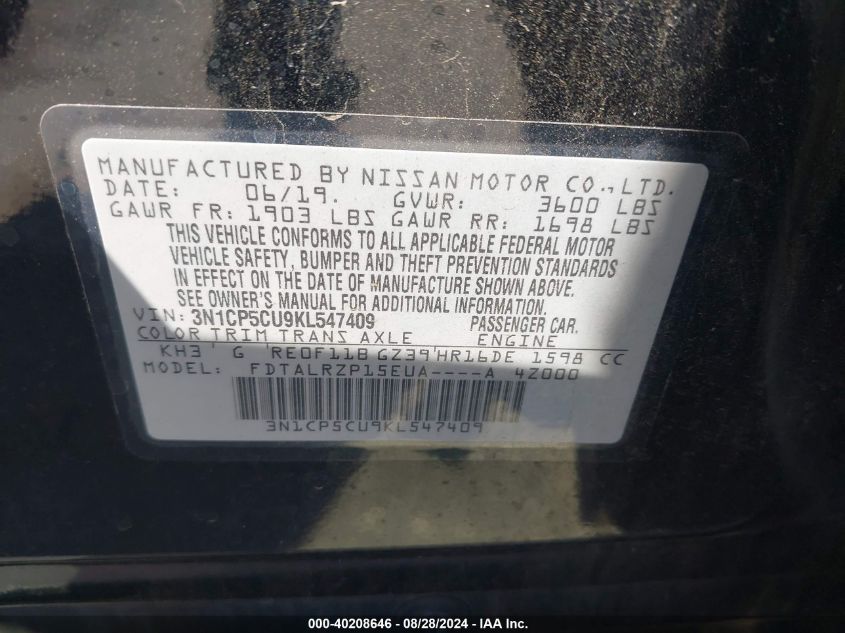 MANUFACTURED BY NISSAN MOTOR CO., LTD.
DATE: 06/19. GVWR: 3600 LBS
GAWR FR: 1903 LBS GAWR RR: 1698 LBS
THIS VEHICLE CONFORMS TO ALL APPLICABLE FEDERAL MOTOR
VEHICLE SAFETY, BUMPER AND THEFT PREVENTION STANDARDS
IN EFFECT ON THE DATE OF MANUFACTURE SHOWN ABOVE.
SEE OWNER'S MANUAL FOR ADDITIONAL INFORMATION.
VIN: 3N1CP5CU9KL547409 PASSENGER CAR.
COLOR TRIM TRANS AXLE ENGINE
KH3' G 'RE0F11B GZ39'HR16DE 1598 CC
MODEL: FDTALRZP15EUA----A 4Z000
3N1CP5CU9KL547409
000-40208646 / 08/28/2024 - IAA Inc.